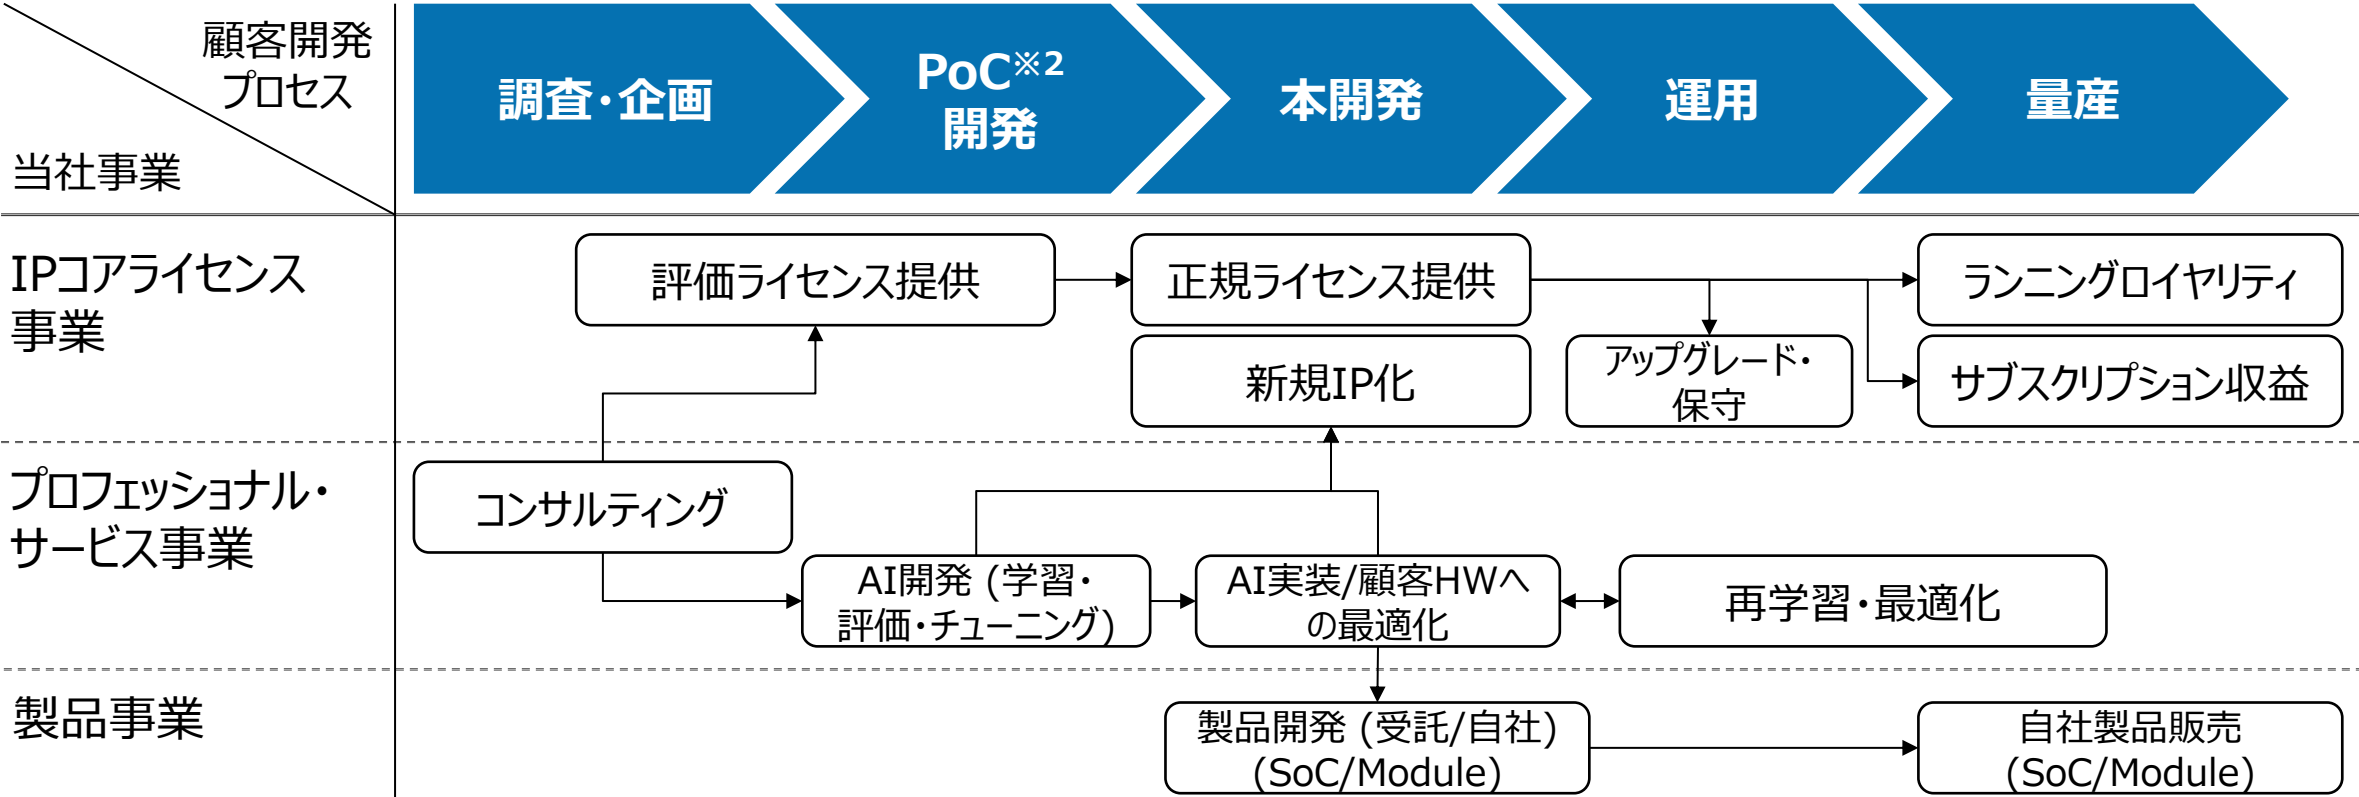 顧客開発
プロセス
当社事業
調査・企画
PoC※2
開発
本開発
運用
量産
IPコアライセンス
事業
評価ライセンス提供
正規ライセンス提供
ランニングロイヤリティ
新規IP化
アップグレード・
保守
サブスクリプション収益
プロフェッショナル・
サービス事業
コンサルティング
AI開発 (学習・
評価・チューニング)
AI実装/顧客HWへ
の最適化
再学習・最適化
製品事業
製品開発 (受託/自社)
(SoC/Module)
自社製品販売
(SoC/Module)